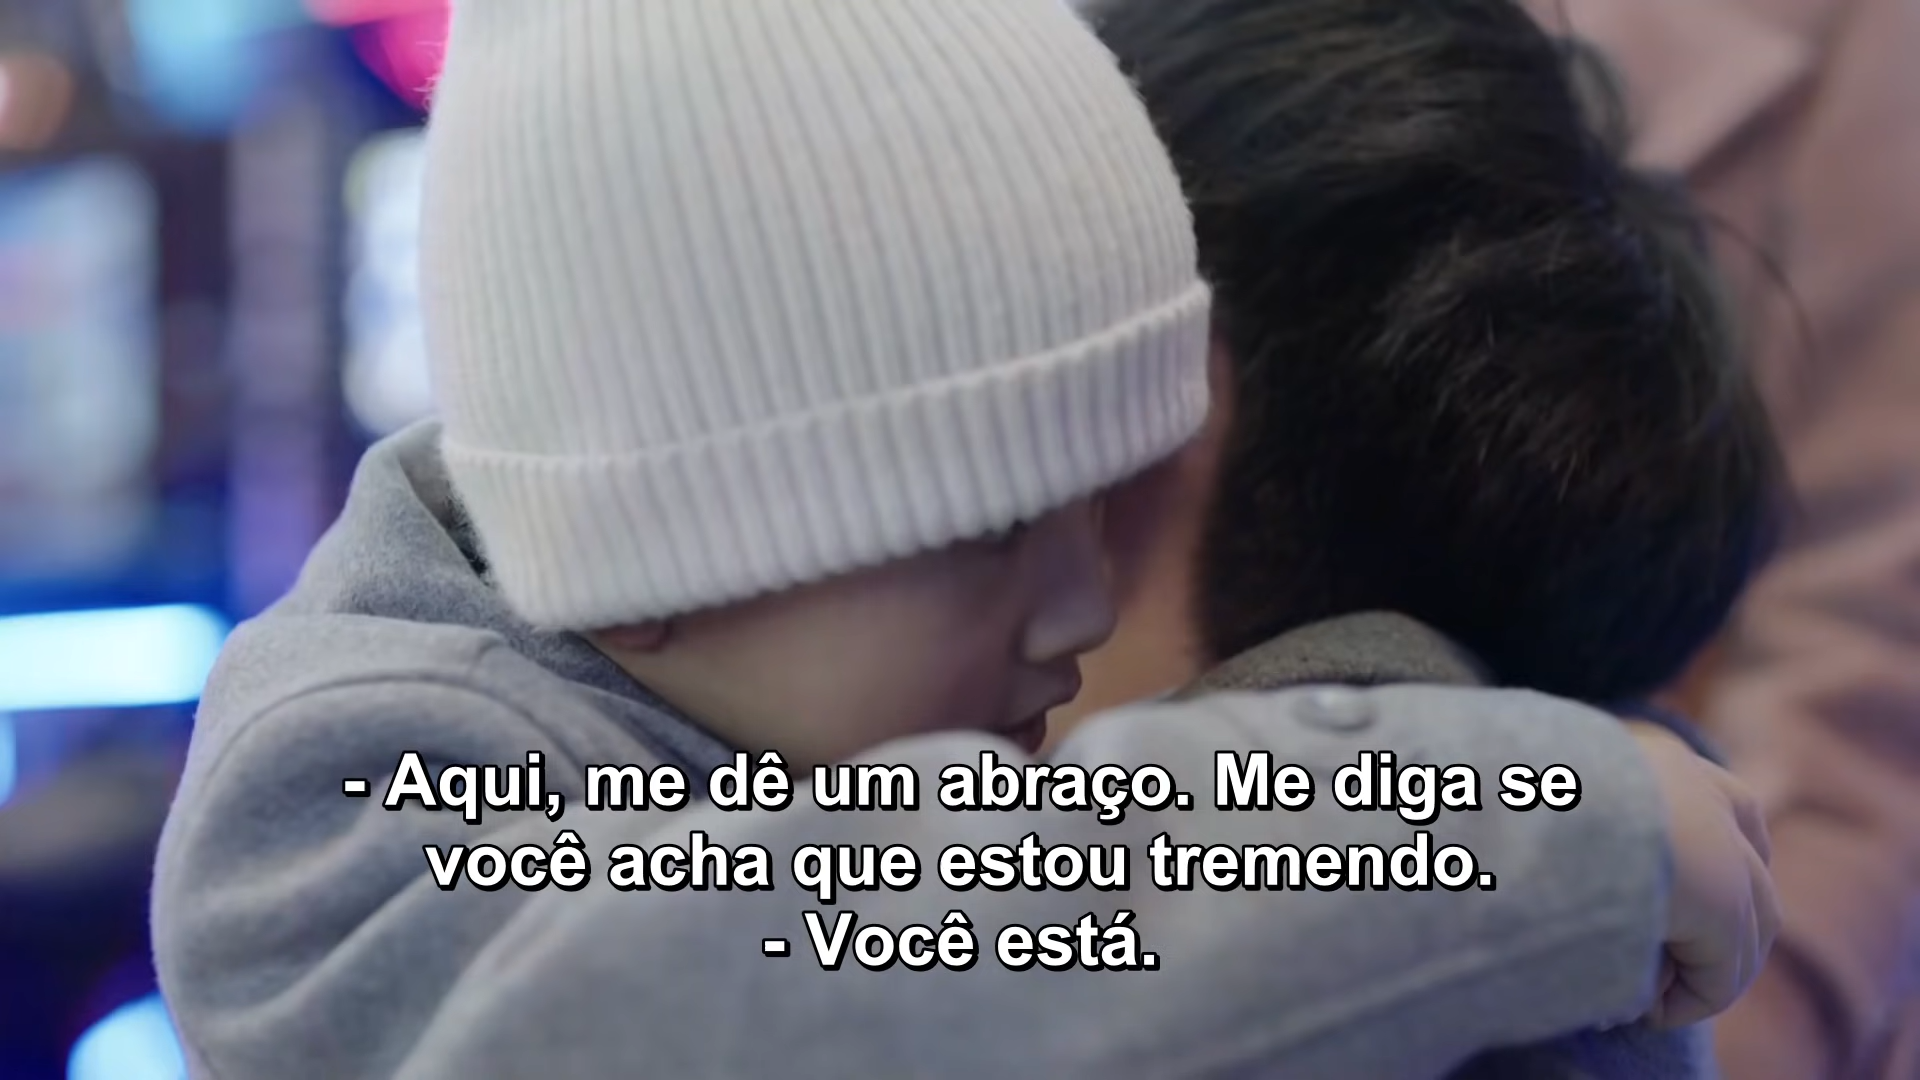 - Aqui, me dê um abraço. Me diga se
você acha que estou tremendo.
- Você está.